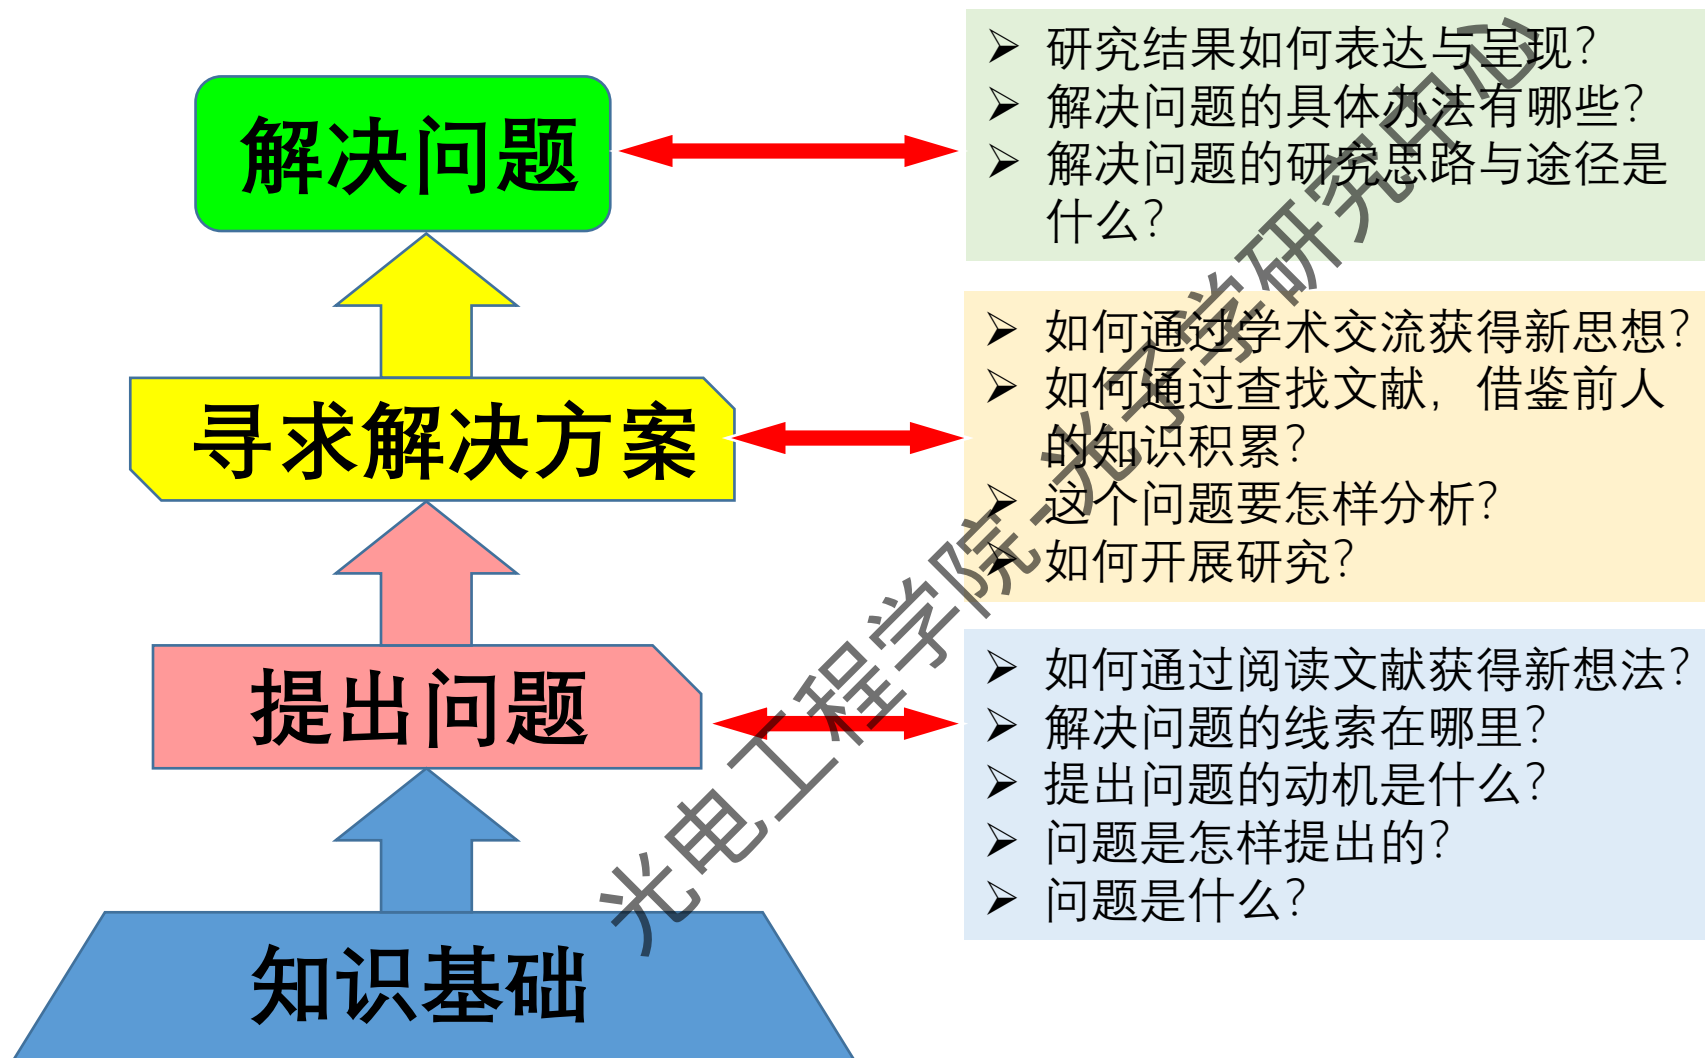 解决问题
➢ 研究结果如何表达与呈现？
➢ 解决问题的具体办法有哪些？
➢ 解决问题的研究思路与途径是
什么？
寻求解决方案
➢ 如何通过学术交流获得新思想？
➢ 如何通过查找文献，借鉴前人
的知识积累？
➢ 这个问题要怎样分析？
➢ 如何开展研究？
提出问题
➢ 如何通过阅读文献获得新想法？
➢ 解决问题的线索在哪里？
➢ 提出问题的动机是什么？
➢ 问题是怎样提出的？
➢ 问题是什么？
知识基础
光电工程学院-光子学研究中心